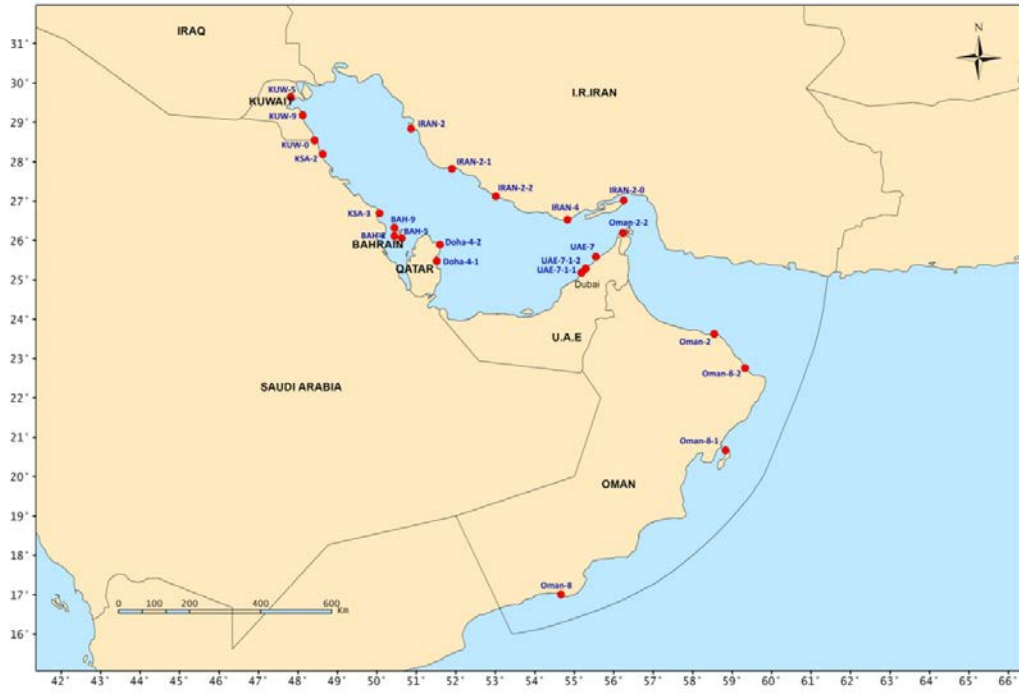 N
IRAQ
31°
30°
I.R.IRAN
KUW-5
KUWAIT
29°
KUW-9
IRAN-2
28°
KUW-0
KSA-2
IRAN-2-1
27°
IRAN-2-2
IRAN-2-0
IRAN-4
KSA-3
BAH-9
Oman-2-2
26°
BAH-5
BAHRAIN
Doha-4-2
UAE-7
25°
QATAR
Doha-4-1
UAE-7-1-2
UAE-7-1-1
Dubai
24°
U.A.E
Oman-2
23°
SAUDI ARABIA
Oman-8-2
22°
21°
Oman-8-1
20°
OMAN
19°
18°
17°
Oman-8
0 100 200 400 600
Km
16°
42° 43° 44° 45° 46° 47° 48° 49° 50° 51° 52° 53° 54° 55° 56° 57° 58° 59° 60° 61° 62° 63° 64° 65° 66°